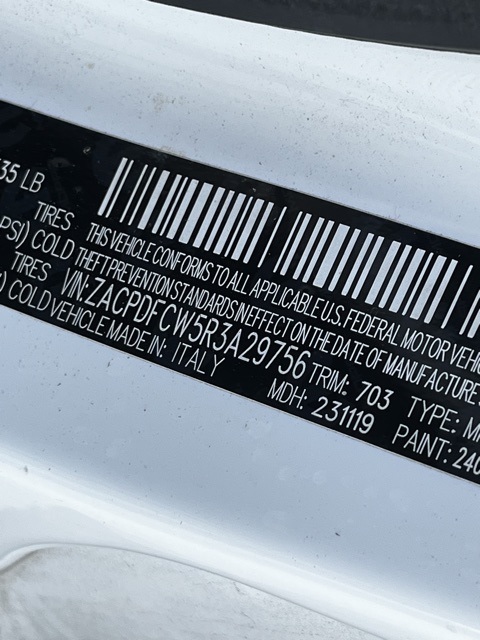 35 LB
TIRES
PSI) COLD
TIRES
) COLD
THIS VEHICLE CONFORMS TO ALL APPLICABLE U.S. FEDERAL MOTOR VEHIC
THEFT PREVENTION STANDARDS IN EFFECT ON THE DATE OF MANUFACTURE
VIN: ZACPDFCW5R3A29756 TRIM: 703 TYPE: M
VEHICLE MADE IN: ITALY MDH: 231119 PAINT: 240